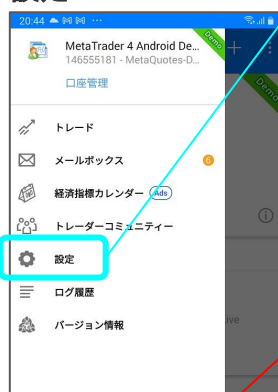 20:44
MetaTrader 4 Android De...
146555181 - MetaQuotes-D...
Demo
口座管理
Demo
トレード
メールボックス 6
経済指標カレンダー Ads
トレーダーコミュニティー
設定
ログ履歴
バージョン情報